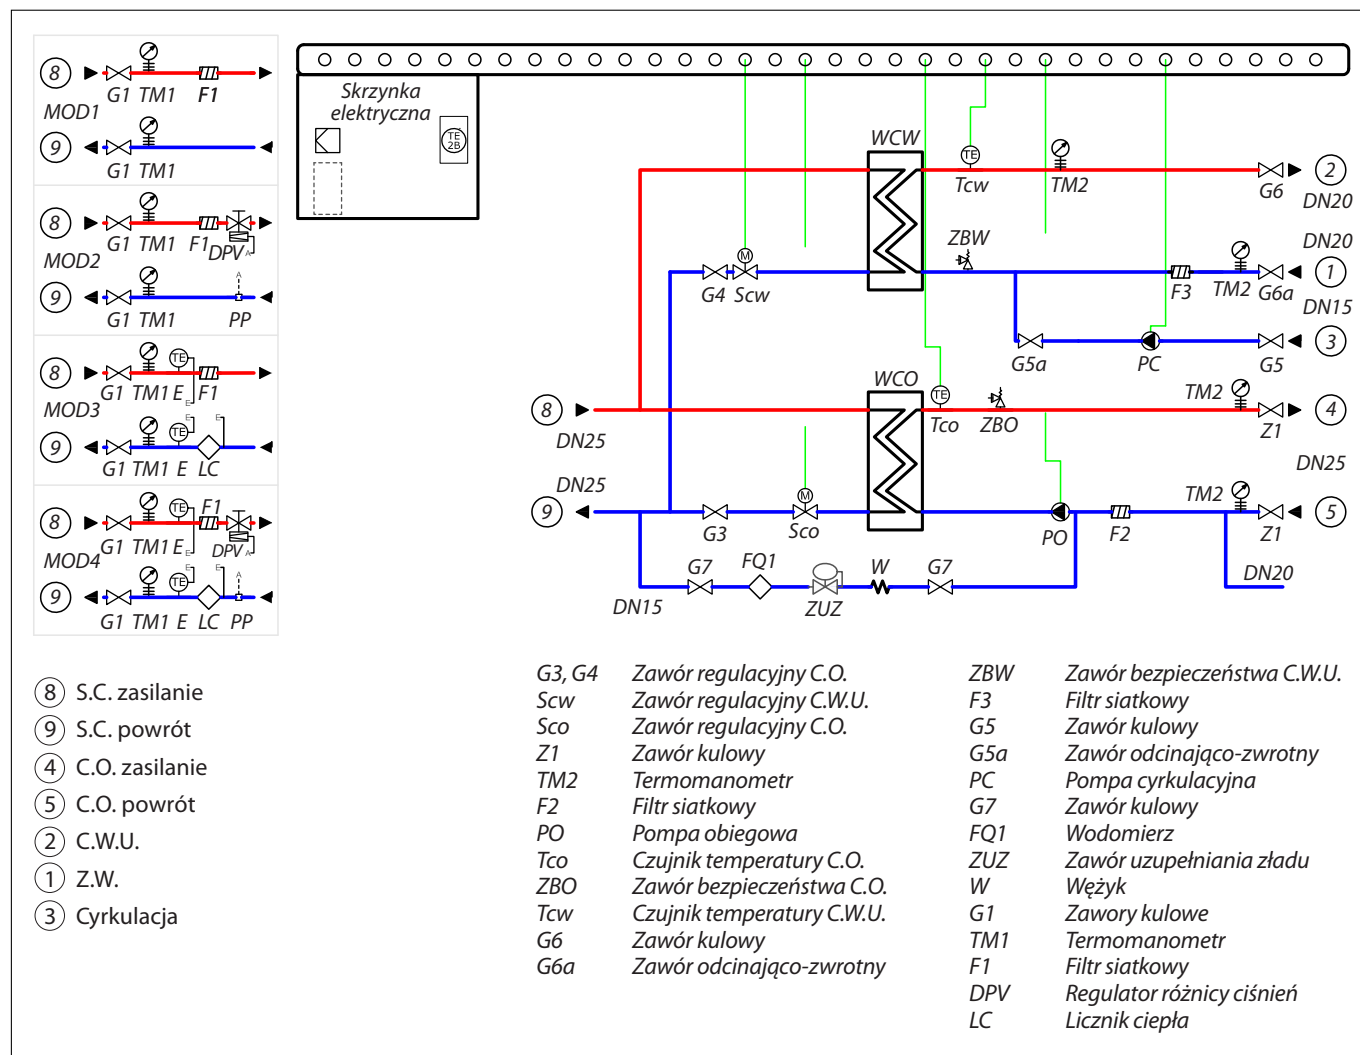 8
G1 TM1 F1
MOD1
9
G1 TM1
8
G1 TM1 F1 DPV A
MOD2
A
9
G1 TM1 PP
TE
8
G1 TM1 E F1
MOD3
E
E E
TE
9
G1 TM1 E LC
TE F1
8
G1 TM1 E DPV A
MOD4
E
E E A
TE
9
G1 TM1 E LC PP
Skrzynka
elektryczna
TE
2B
WCW
TE
Tcw TM2
G6
2
DN20
ZBW
DN20
M
G4 Scw
F3 TM2 G6a
1
DN15
G5a PC G5
3
WCO
TE
Tco ZBO
TM2
Z1
4
8
DN25
DN25
DN25
9
M
G3 Sco
PO F2
TM2
Z1
5
G7 FQ1 W G7
DN15
ZUZ
DN20
8 S.C. zasilanie
9 S.C. powrót
4 C.O. zasilanie
5 C.O. powrót
2 C.W.U.
1 Z.W.
3 Cyrkulacja
G3, G4 Zawór regulacyjny C.O.
Scw Zawór regulacyjny C.W.U.
Sco Zawór regulacyjny C.O.
Z1 Zawór kulowy
TM2 Termomanometr
F2 Filtr siatkowy
PO Pompa obiegowa
Tco Czujnik temperatury C.O.
ZBO Zawór bezpieczeństwa C.O.
Tcw Czujnik temperatury C.W.U.
G6 Zawór kulowy
G6a Zawór odcinająco-zwrotny
ZBW Zawór bezpieczeństwa C.W.U.
F3 Filtr siatkowy
G5 Zawór kulowy
G5a Zawór odcinająco-zwrotny
PC Pompa cyrkulacyjna
G7 Zawór kulowy
FQ1 Wodomierz
ZUZ Zawór uzupełniania zładu
W Wężyk
G1 Zawory kulowe
TM1 Termomanometr
F1 Filtr siatkowy
DPV Regulator różnicy ciśnień
LC Licznik ciepła